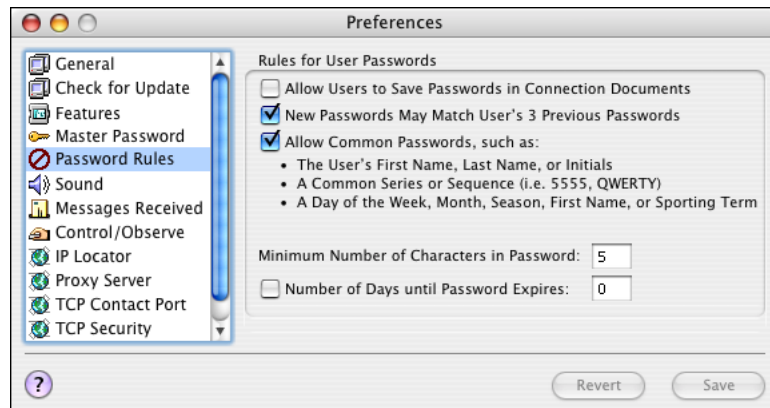 Preferences
General
Check for Update
Features
Master Password
Password Rules
Sound
Messages Received
Control/Observe
IP Locator
Proxy Server
TCP Contact Port
TCP Security
Rules for User Passwords
Allow Users to Save Passwords in Connection Documents
New Passwords May Match User's 3 Previous Passwords
Allow Common Passwords, such as:
• The User's First Name, Last Name, or Initials
• A Common Series or Sequence (i.e. 5555, QWERTY)
• A Day of the Week, Month, Season, First Name, or Sporting Term
Minimum Number of Characters in Password: 5
Number of Days until Password Expires: 0
? Revert Save